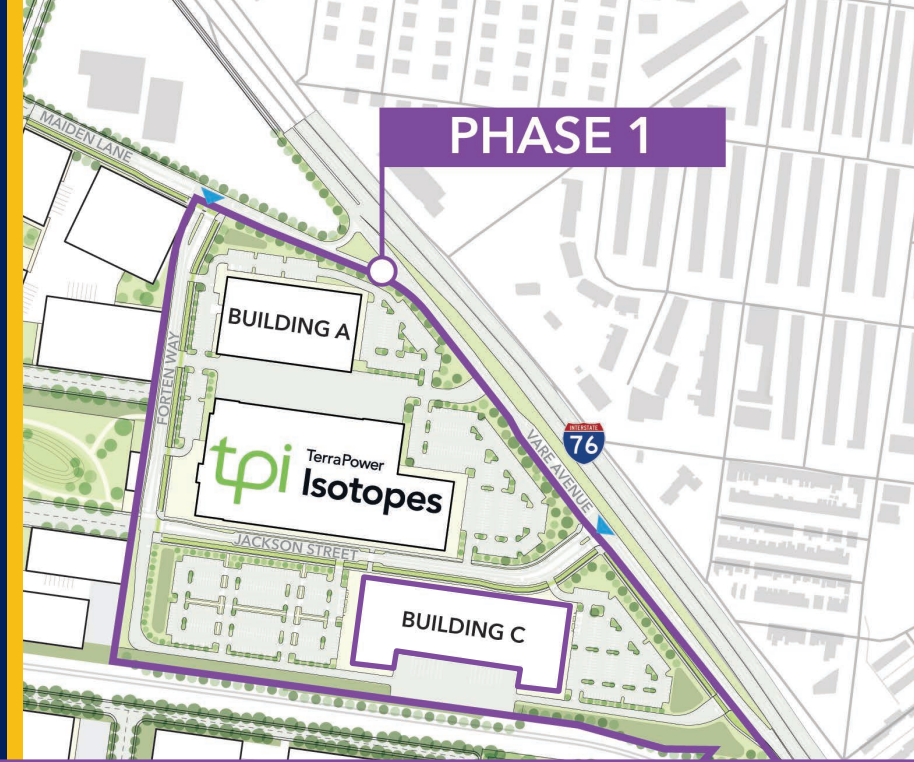 PHASE 1
MAIDEN LANE
BUILDING A
FORTEN WAY
tpi TerraPower
Isotopes
INTERSTATE
76
VARE AVENUE
JACKSON STREET
BUILDING C